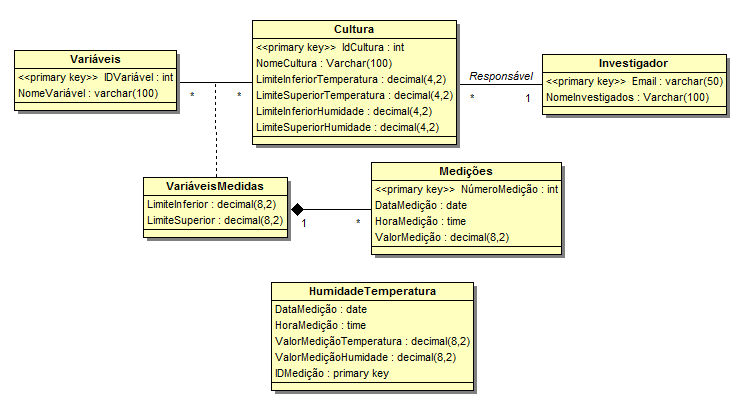 Cultura
<<primary key>> IdCultura : int
NomeCultura : Varchar(100)
LimiteInferiorTemperatura : decimal(4,2)
LimiteSuperiorTemperatura : decimal(4,2)
LimiteInferiorHumidade : decimal(4,2)
LimiteSuperiorHumidade : decimal(4,2)
Variáveis
<<primary key>> IDVariável : int
NomeVariável : varchar(100)
* *
Responsável
* 1
Investigador
<<primary key>> Email : varchar(50)
NomeInvestigados : Varchar(100)
VariáveisMedidas
LimiteInferior : decimal(8,2)
LimiteSuperior : decimal(8,2)
1 *
Medições
<<primary key>> NúmeroMedição : int
DataMedição : date
HoraMedição : time
ValorMedição : decimal(8,2)
HumidadeTemperatura
DataMedição : date
HoraMedição : time
ValorMediçãoTemperatura : decimal(8,2)
ValorMediçãoHumidade : decimal(8,2)
IDMedição : primary key